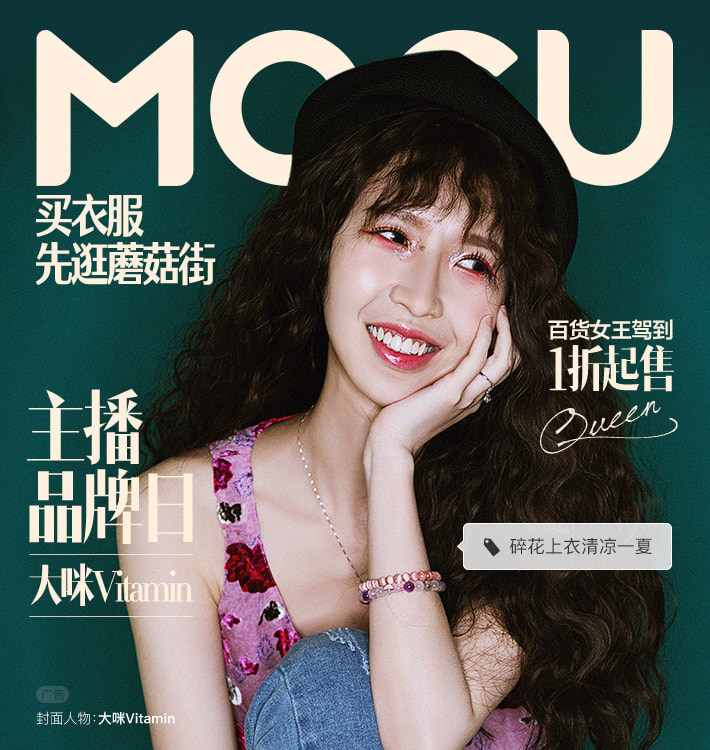 MOGU
买衣服
先逛蘑菇街
百货女王驾到
1折起售
Queen
主播
品牌日
大咪Vitamin
碎花上衣清凉一夏
广告
封面人物：大咪Vitamin